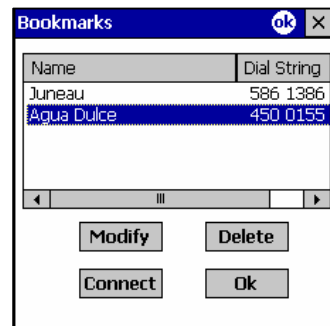 Bookmarks ok
Name Dial String
Juneau 586 1386
Agua Dulce 450 0155
Modify Delete
Connect Ok